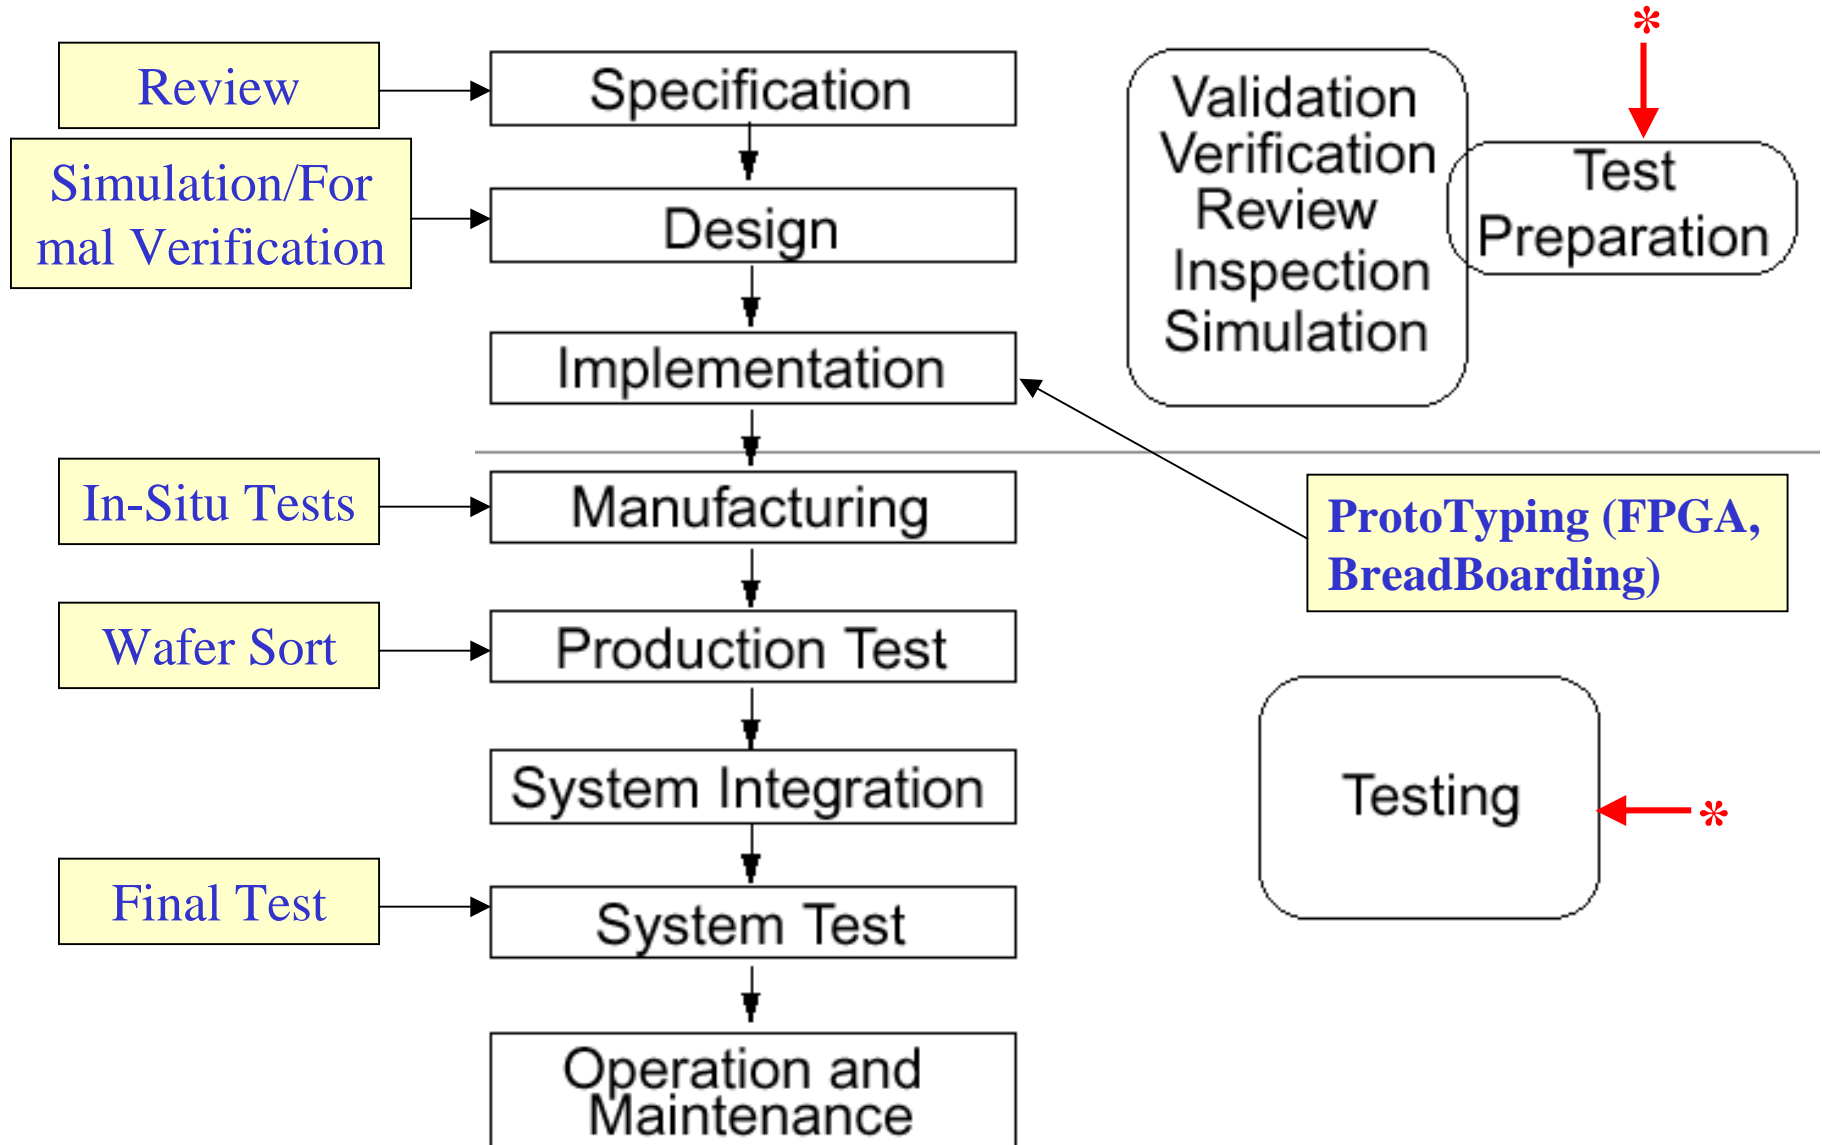 Review
Simulation/For
mal Verification
In-Situ Tests
Wafer Sort
Final Test
Specification
Design
Implementation
Manufacturing
Production Test
System Integration
System Test
Operation and
Maintenance
Validation
Verification
Review
Inspection
Simulation
*
Test
Preparation
ProtoTyping (FPGA,
BreadBoarding)
Testing
*